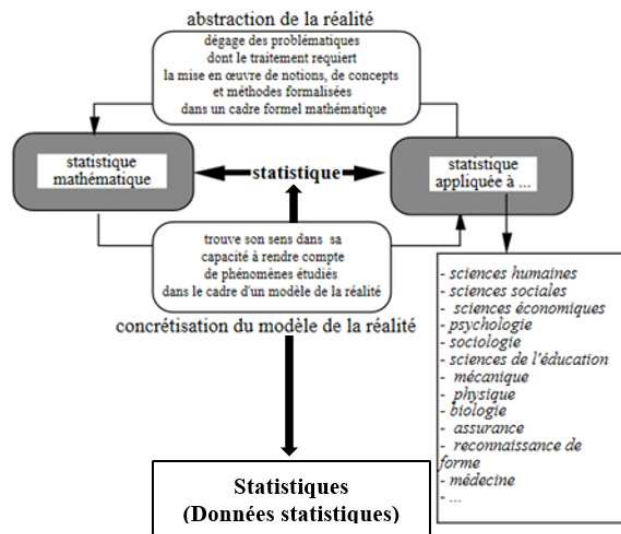 abstraction de la réalité
dégage des problématiques
dont le traitement requiert
la mise en œuvre de notions, de concepts
et méthodes formalisées
dans un cadre formel mathématique
statistique
mathématique
statistique
statistique
appliquée à ...
trouve son sens dans sa
capacité à rendre compte
de phénomènes étudiés
dans le cadre d'un modèle de la réalité
concrétisation du modèle de la réalité
- sciences humaines
- sciences sociales
- sciences économiques
- psychologie
- sociologie
- sciences de l'éducation
- mécanique
- physique
- biologie
- assurance
- reconnaissance de
forme
- médecine
- ...
Statistiques
(Données statistiques)